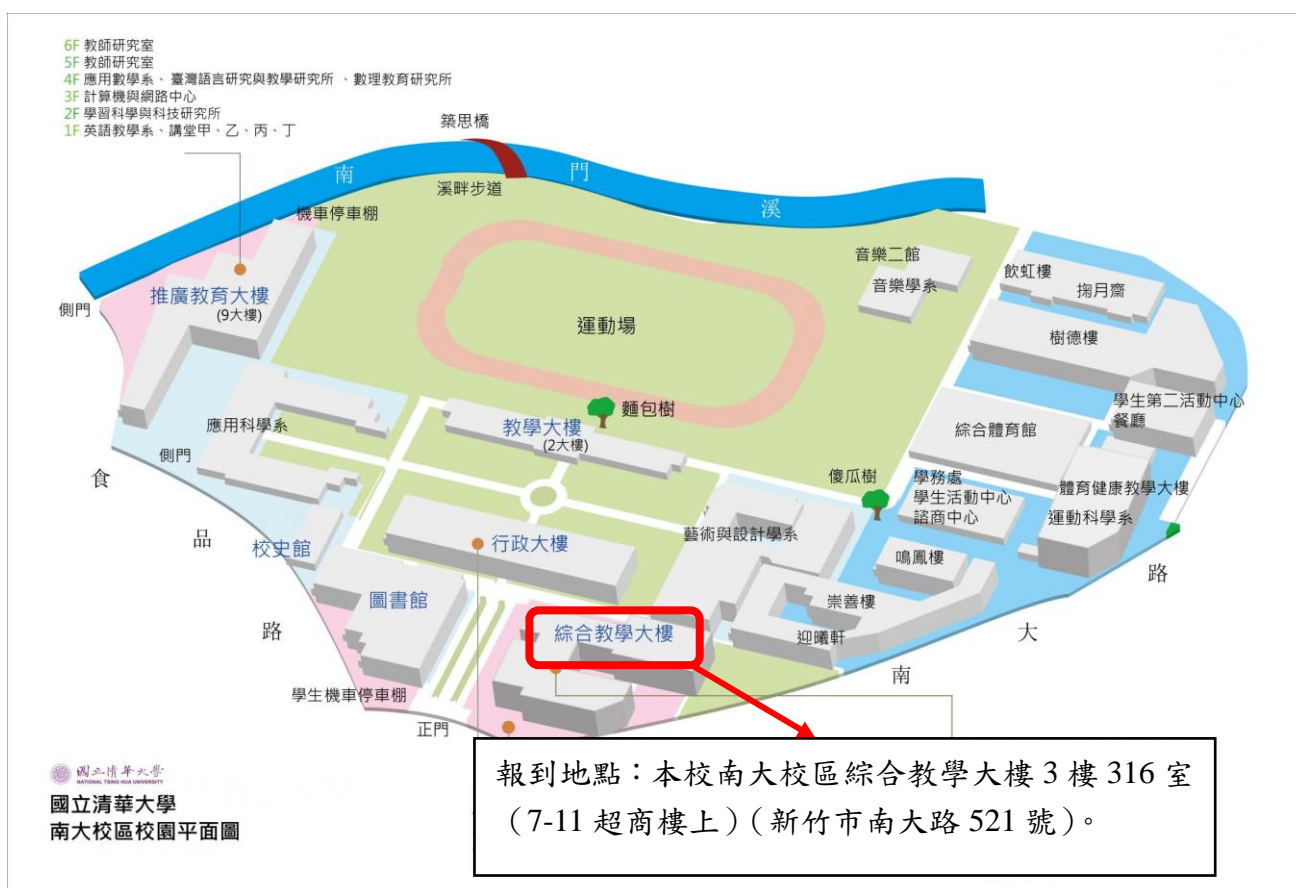 6F 教師研究室
5F 教師研究室
4F 應用數學系、臺灣語言研究與教學研究所 、數理教育研究所
3F 計算機與網路中心
2F 學習科學與科技研究所
1F 英語教學系、講堂甲、乙、丙、丁
築思橋
南
門
溪
溪畔步道
機車停車棚
側門
推廣教育大樓
(9大樓)
運動場
音樂二館
音樂學系
飲虹樓
掬月齋
樹德樓
麵包樹
教學大樓
(2大樓)
應用科學系
側門
學生第二活動中心
餐廳
綜合體育館
傻瓜樹
學務處
學生活動中心
諮商中心
體育健康教學大樓
運動科學系
食
品
路
校史館
行政大樓
藝術與設計學系
鳴鳳樓
圖書館
崇善樓
綜合教學大樓
迎曦軒
南
大
路
學生機車停車棚
正門
國立清華大學
NATIONAL TSING HUA UNIVERSITY
國立清華大學
南大校區校園平面圖
報到地點：本校南大校區綜合教學大樓 3 樓 316 室
（7-11 超商樓上）（新竹市南大路 521 號）。